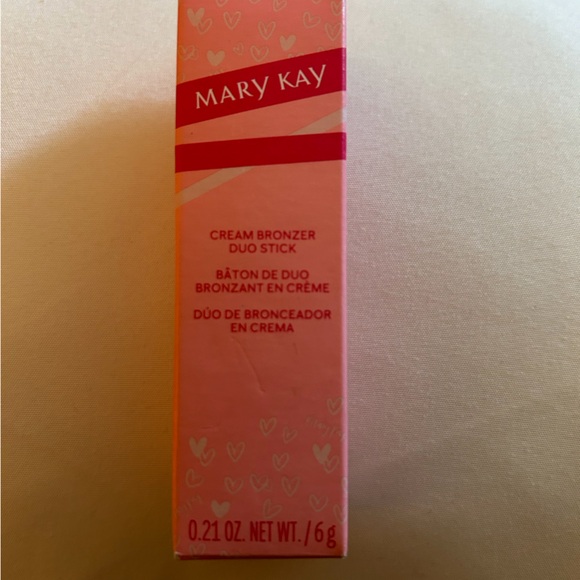 MARY KAY
CREAM BRONZER
DUO STICK
BÂTON DE DUO
BRONZANT EN CRÈME
DÚO DE BRONCEADOR
EN CREMA
0.21 OZ. NET WT. / 6 g